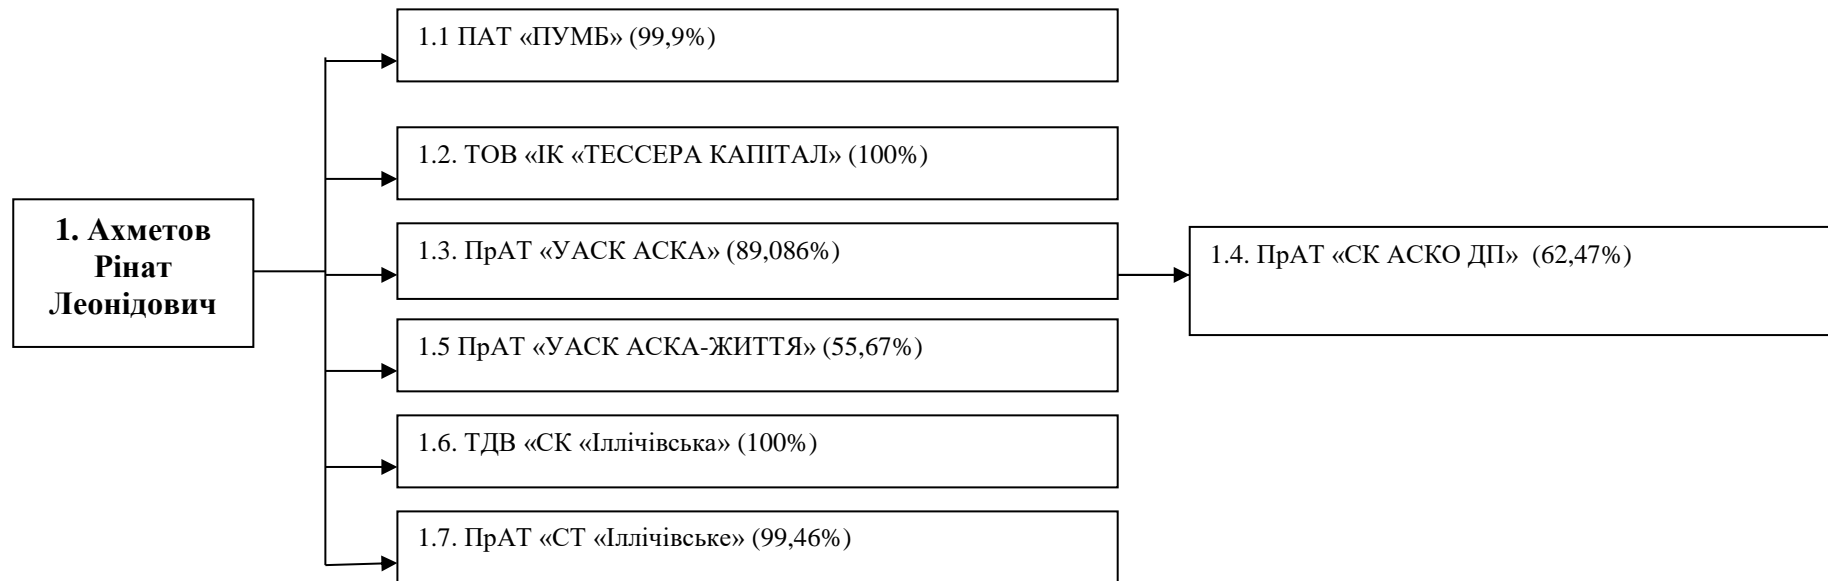 1.1 ПАТ «ПУМБ» (99,9%)
1.2. ТОВ «ІК «ТЕССЕРА КАПІТАЛ» (100%)
1. Ахметов
Рінат
Леонідович
1.3. ПрАТ «УАСК АСКА» (89,086%)
1.4. ПрАТ «СК АСКО ДП»  (62,47%)
1.5 ПрАТ «УАСК АСКА-ЖИТТЯ» (55,67%)
1.6. ТДВ «СК «Іллічівська» (100%)
1.7. ПрАТ «СТ «Іллічівське» (99,46%)